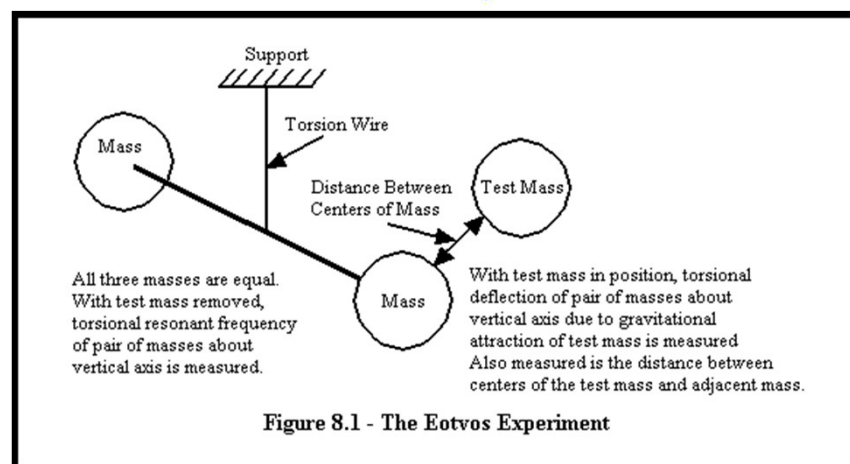 Support
Torsion Wire
Mass
Distance Between
Centers of Mass
Test Mass
Mass
All three masses are equal.
With test mass removed,
torsional resonant frequency
of pair of masses about
vertical axis is measured.
With test mass in position, torsional
deflection of pair of masses about
vertical axis due to gravitational
attraction of test mass is measured
Also measured is the distance between
centers of the test mass and adjacent mass.
Figure 8.1 - The Eotvos Experiment